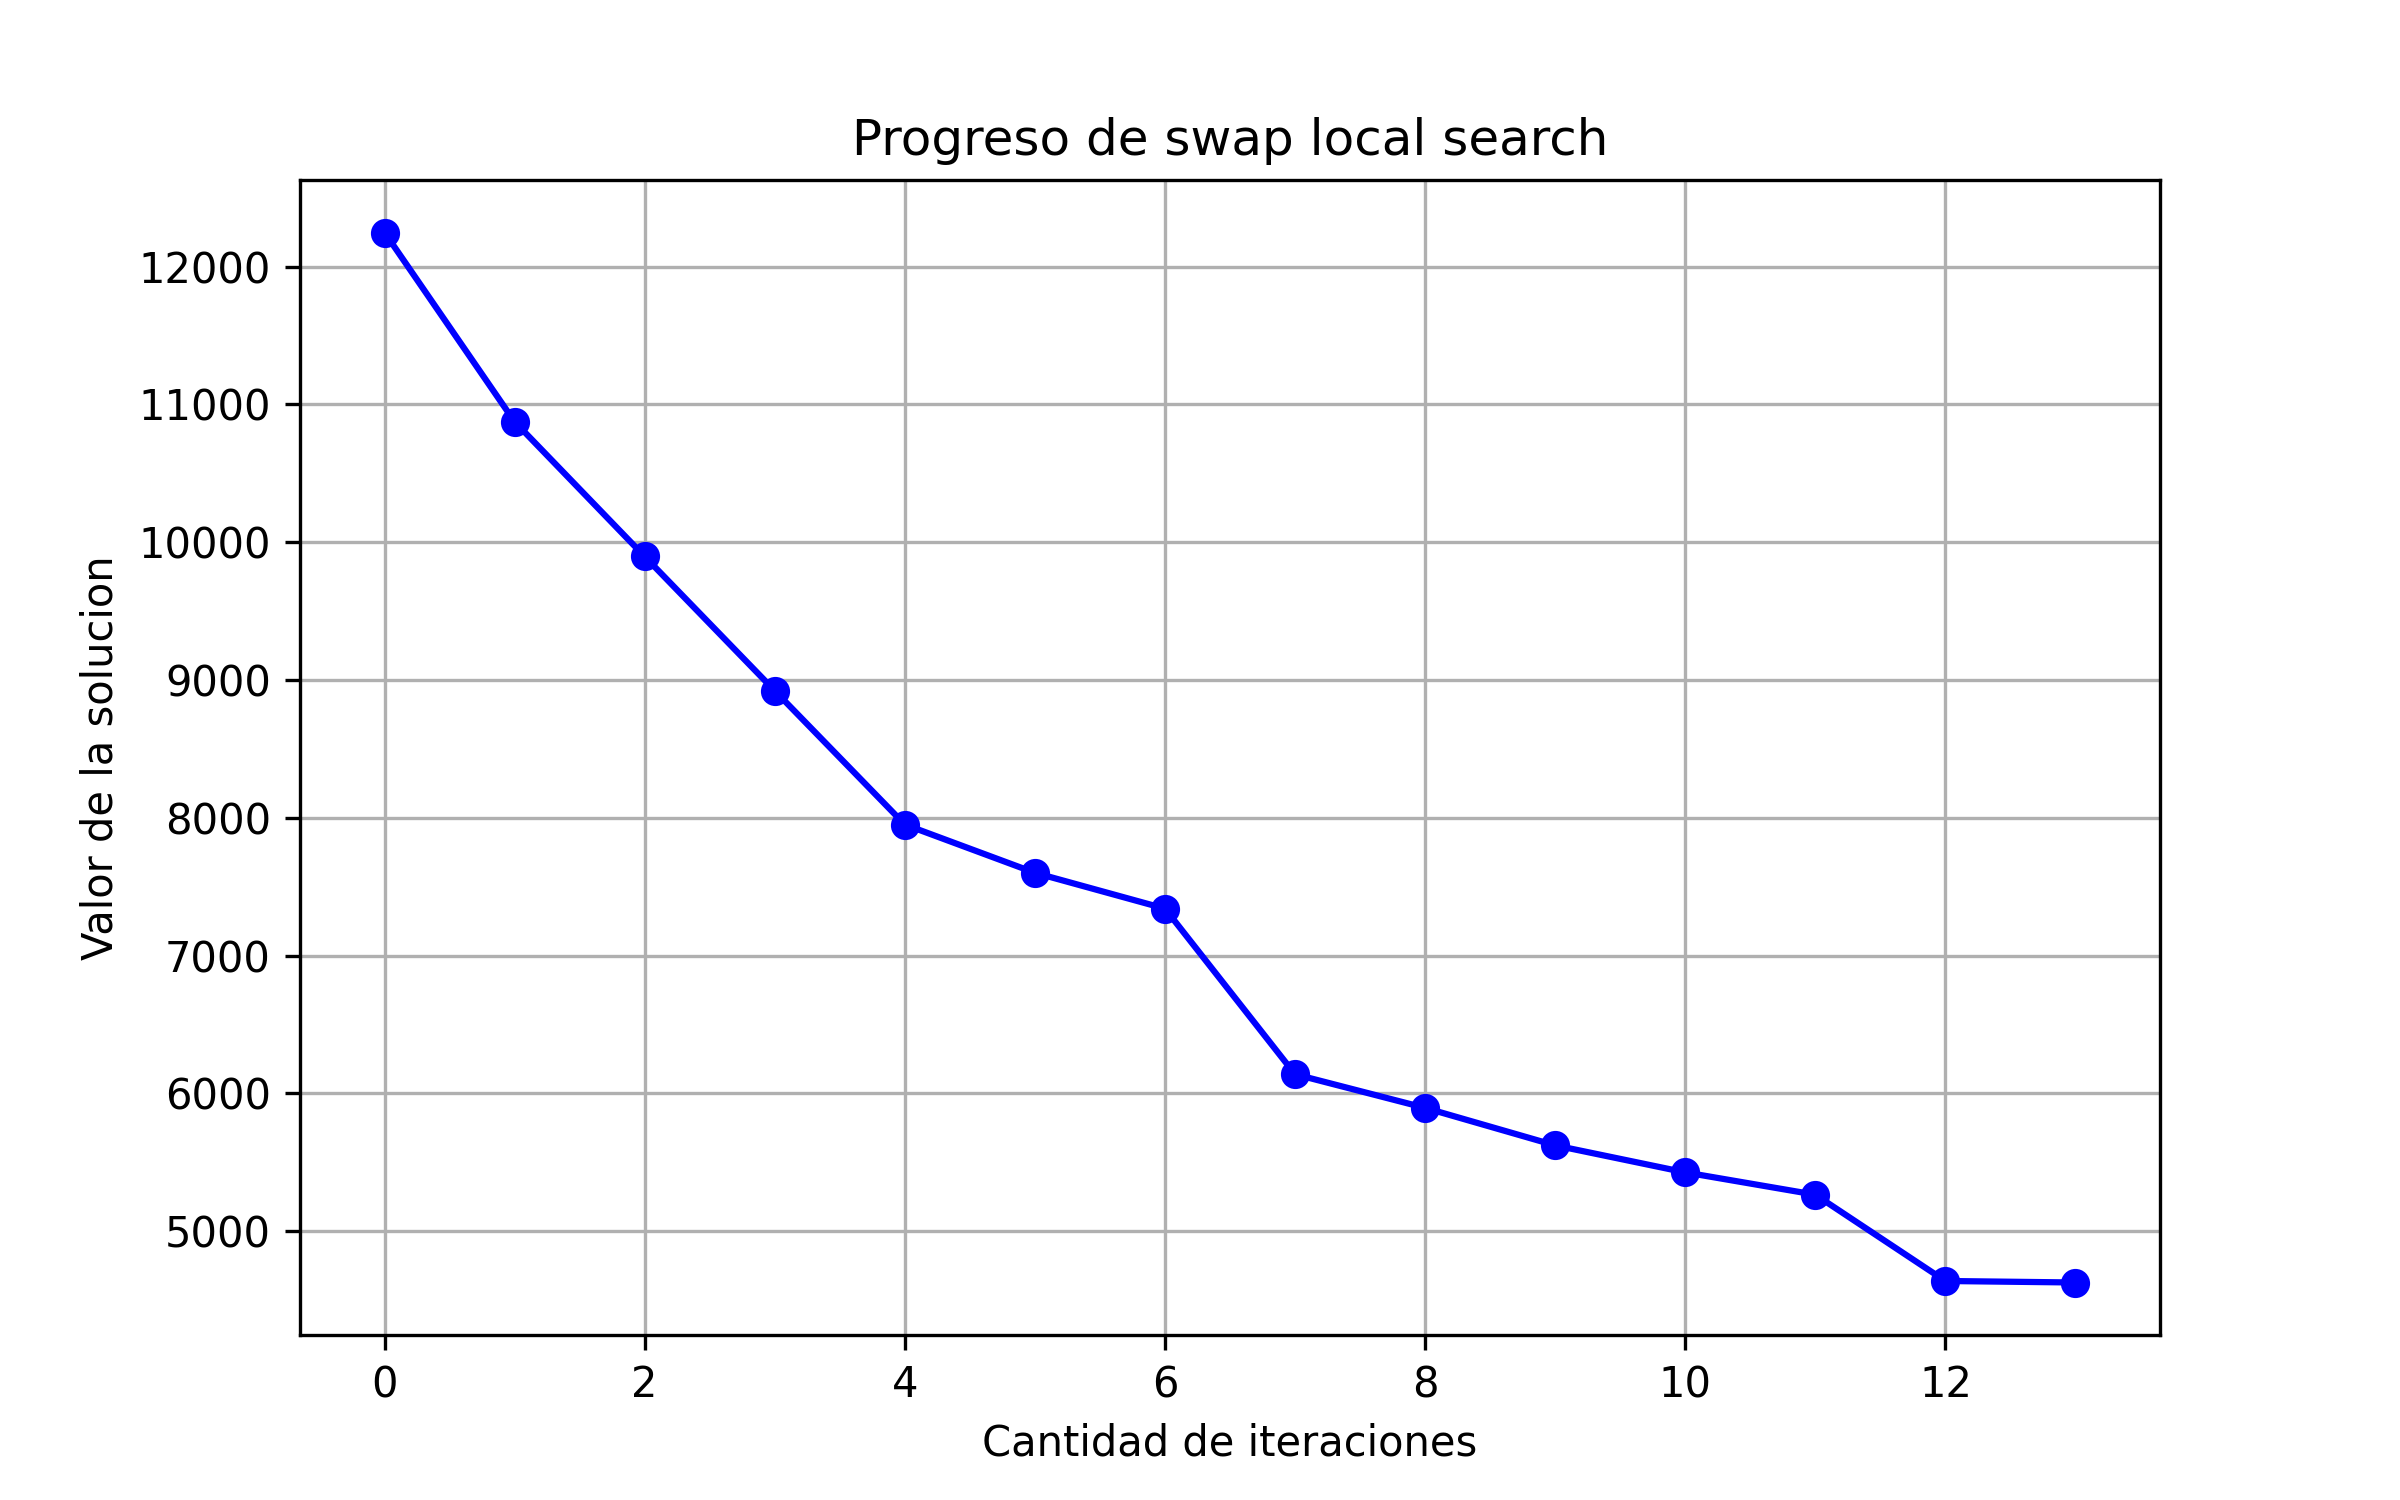 Progreso de swap local search
12000
11000
10000
9000
8000
7000
6000
5000
Valor de la solucion
0 2 4 6 8 10 12
Cantidad de iteraciones